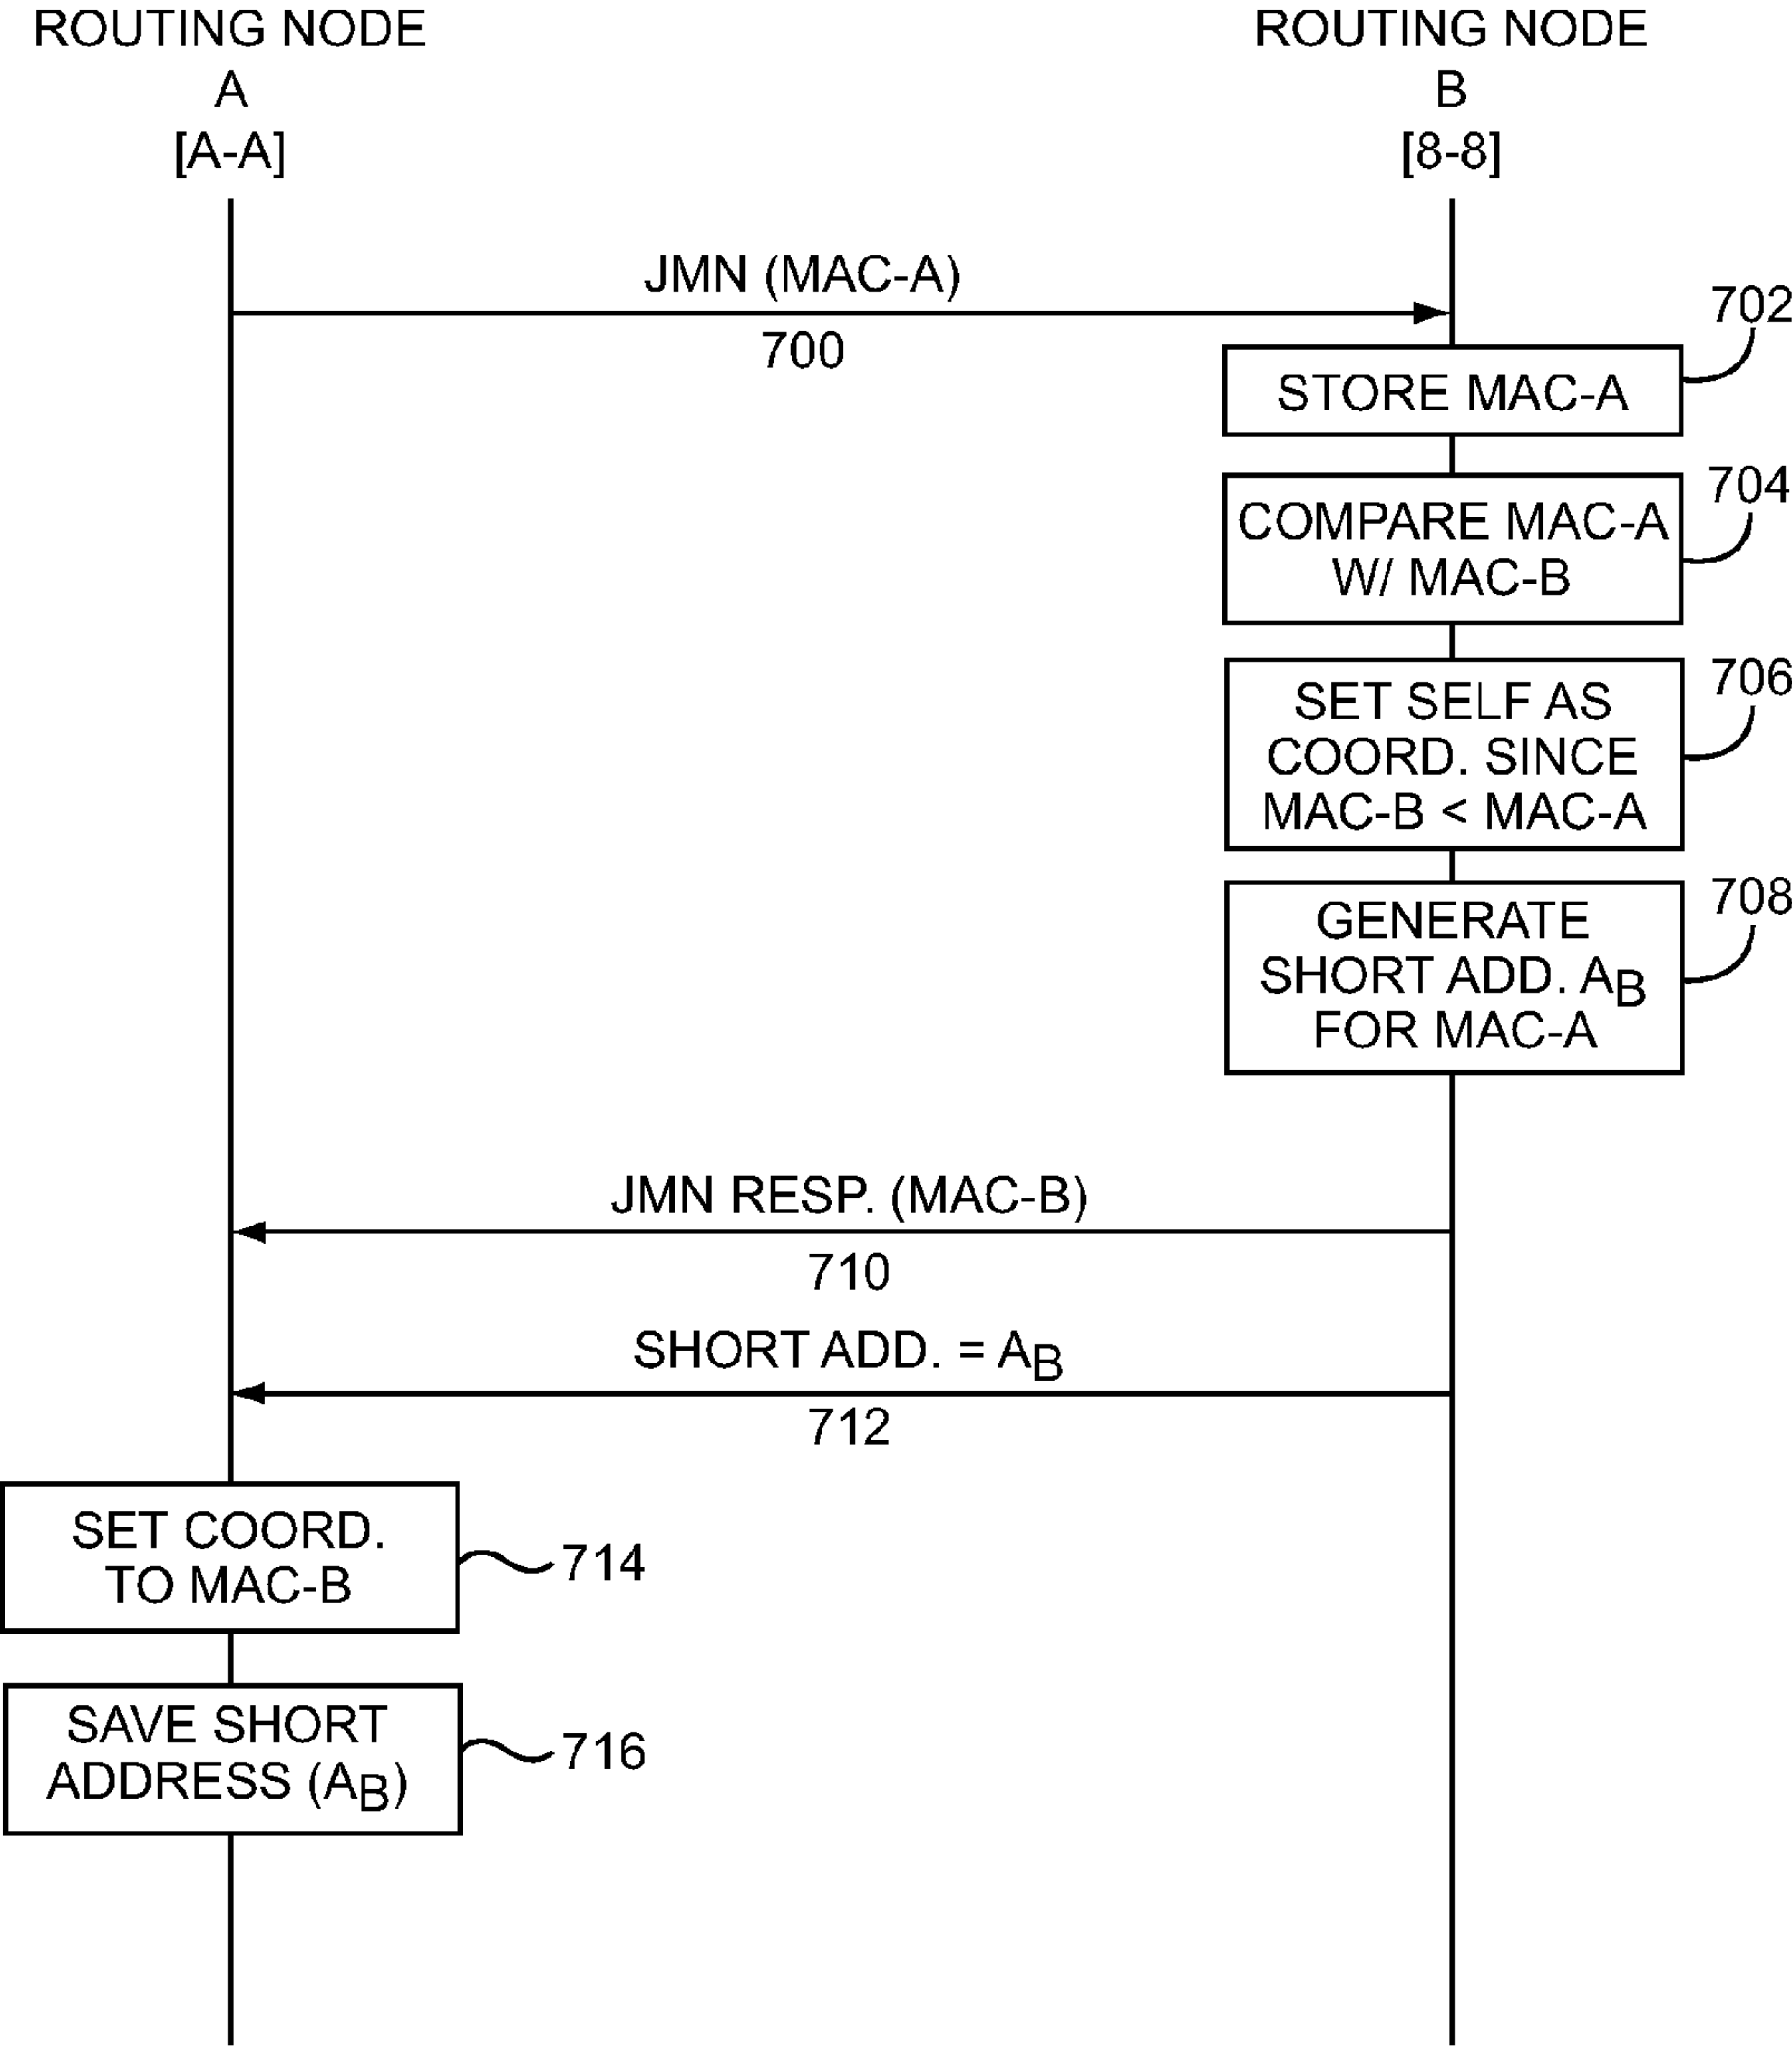 ROUTING NODE
A
[A-A]
ROUTING NODE
B
[8-8]
JMN (MAC-A)
700
702
STORE MAC-A
704
COMPARE MAC-A
W/ MAC-B
706
SET SELF AS
COORD. SINCE
MAC-B < MAC-A
708
GENERATE
SHORT ADD. AB
FOR MAC-A
JMN RESP. (MAC-B)
710
SHORT ADD. = AB
712
SET COORD.
TO MAC-B
714
SAVE SHORT
ADDRESS (AB)
716